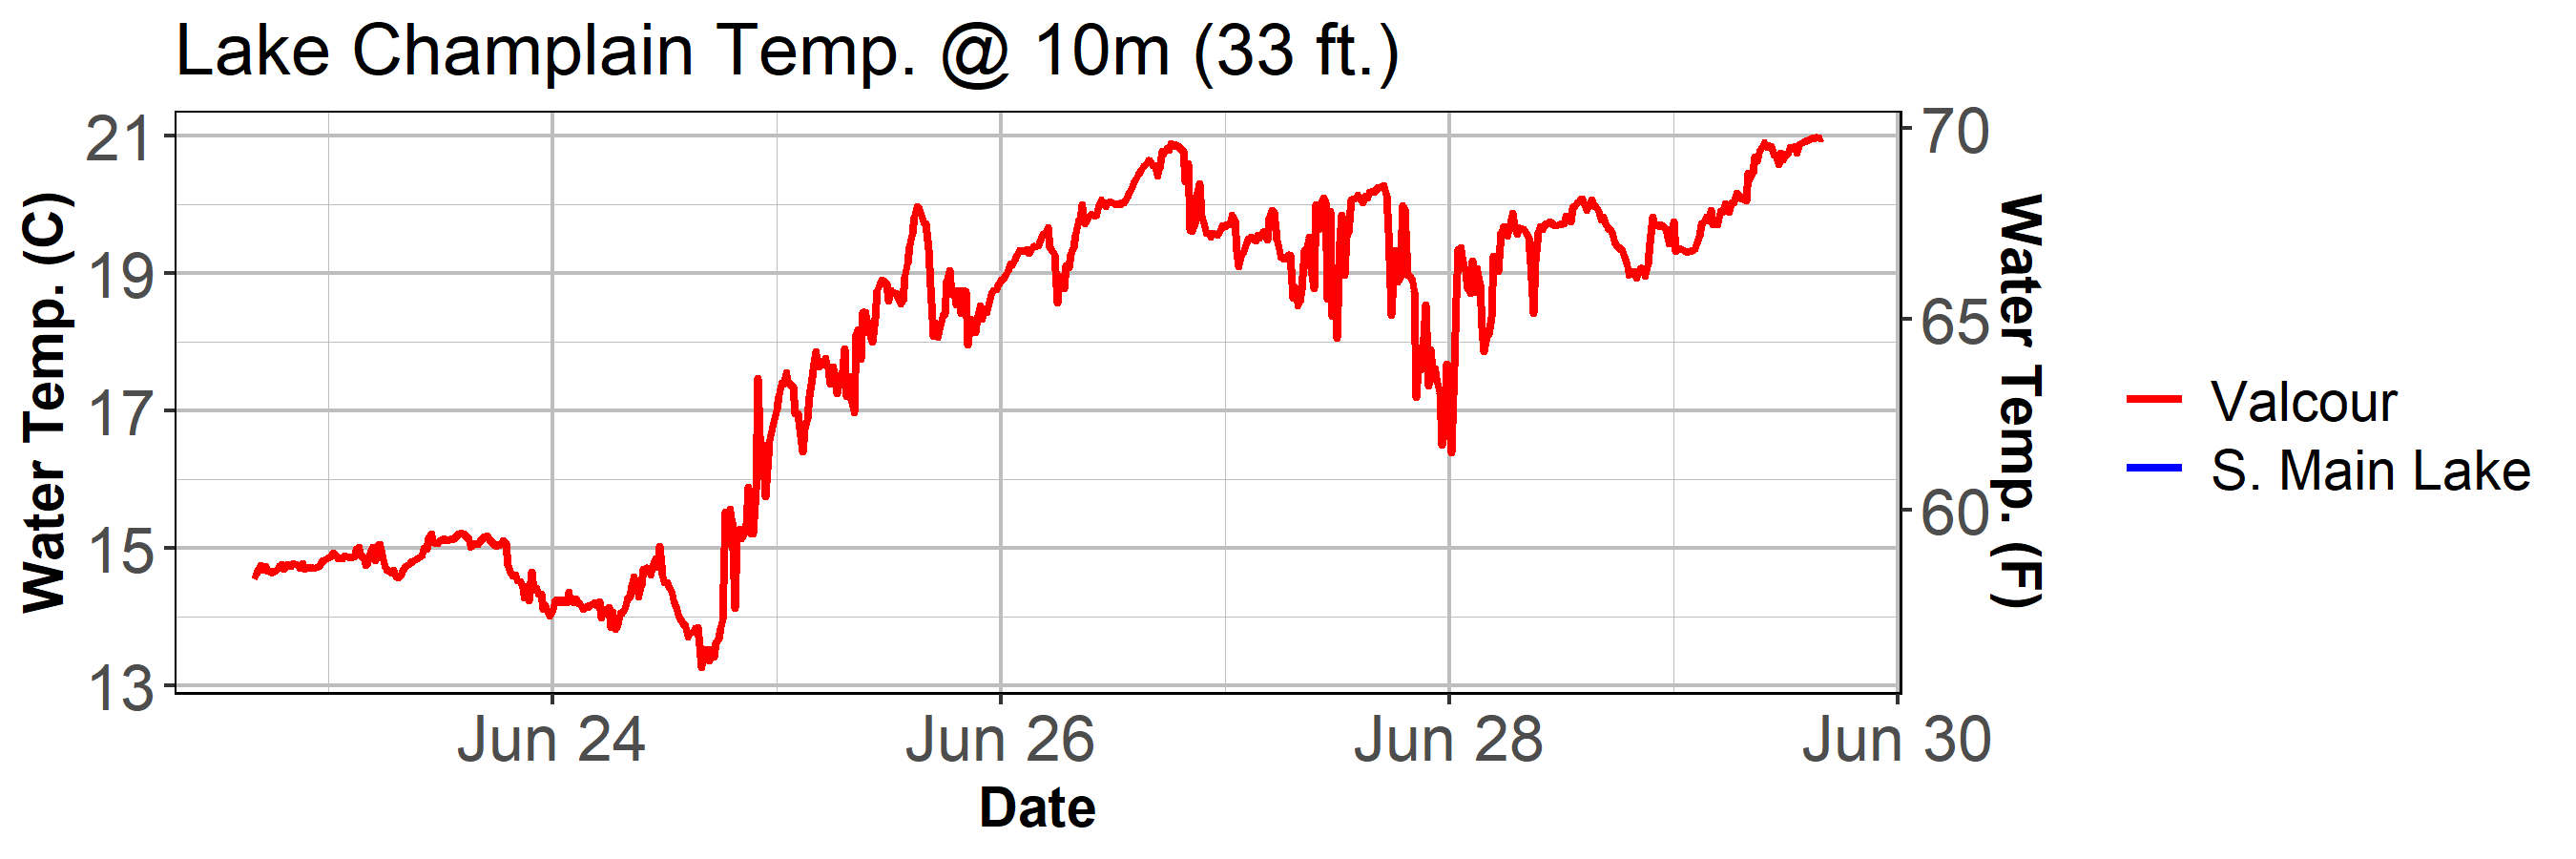 Lake Champlain Temp. @ 10m (33 ft.)
Water Temp. (C)
21
19
17
15
13
70
65
60
Water Temp. (F)
Jun 24
Jun 26
Jun 28
Jun 30
Date
Valcour
S. Main Lake